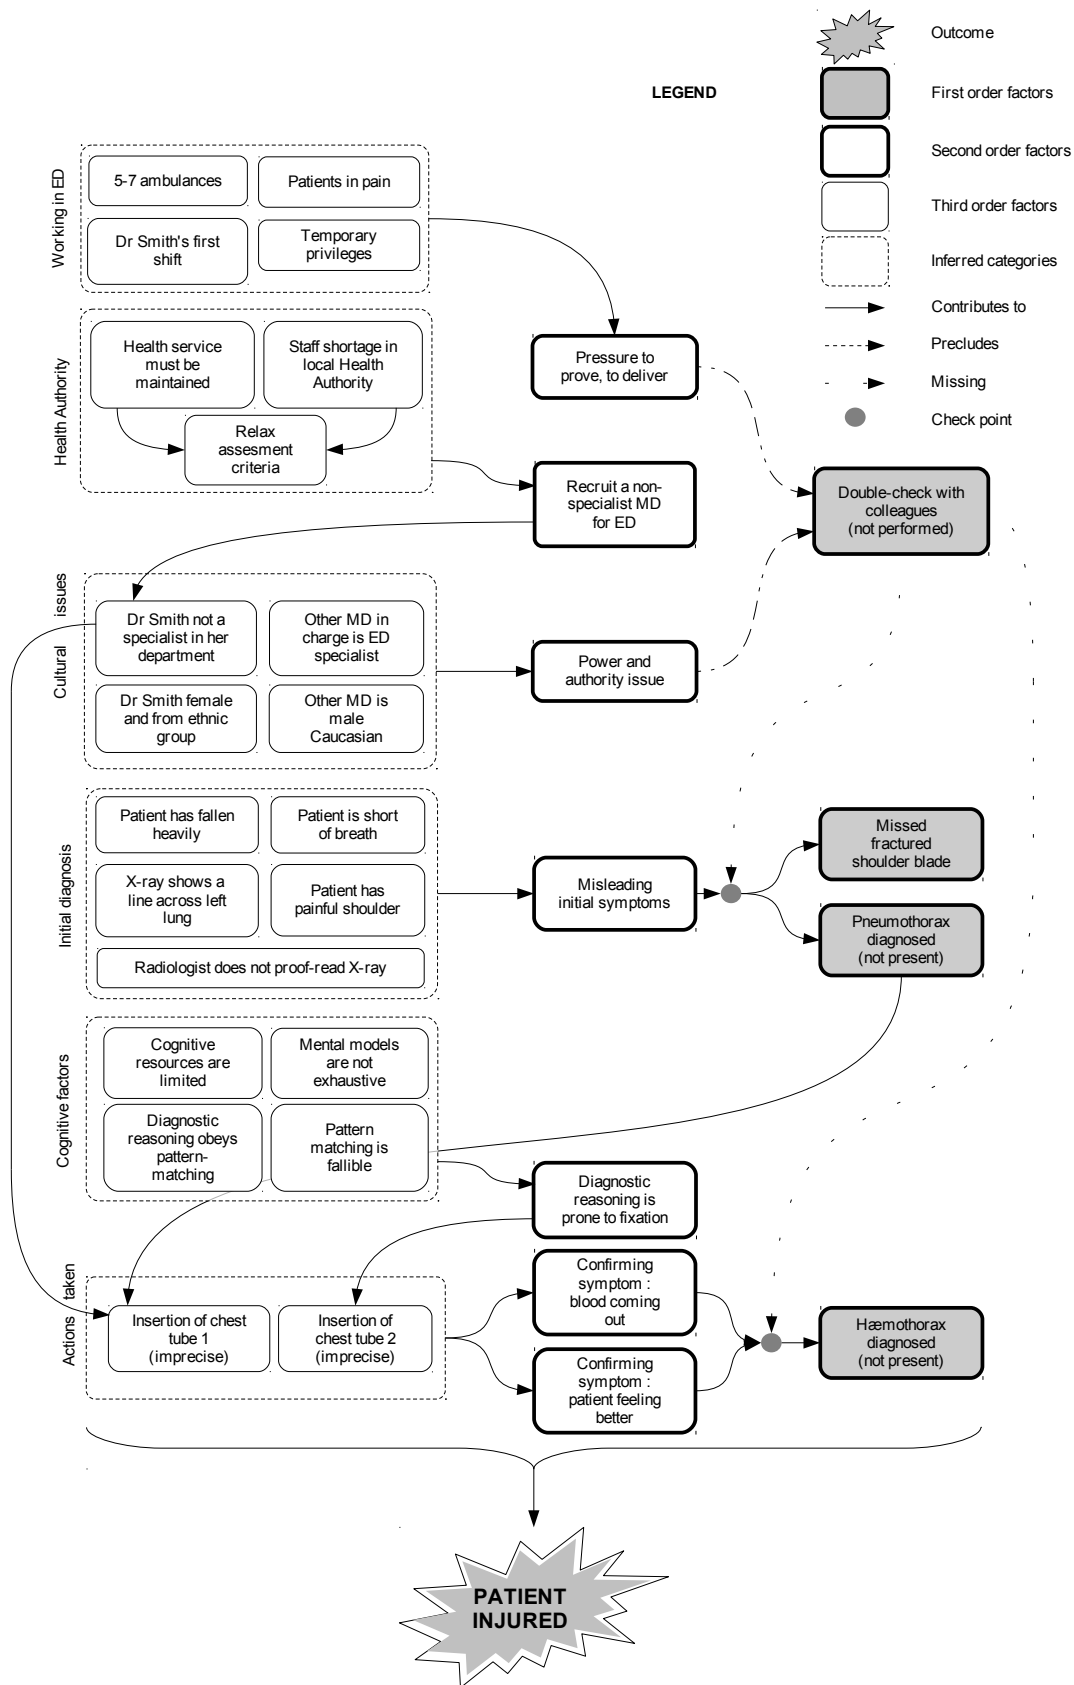 Outcome
LEGEND
First order factors
Second order factors
Third order factors
Inferred categories
Contributes to
Precludes
Missing
Check point
Working in ED
5-7 ambulances
Patients in pain
Dr Smith's first
shift
Temporary
privileges
Health Authority
Health service
must be
maintained
Staff shortage in
local Health
Authority
Relax
assesment
criteria
Pressure to
prove, to deliver
Recruit a non-
specialist MD
for ED
Double-check with
colleagues
(not performed)
Cultural issues
Dr Smith not a
specialist in her
department
Other MD in
charge is ED
specialist
Dr Smith female
and from ethnic
group
Other MD is
male
Caucasian
Power and
authority issue
Initial diagnosis
Patient has fallen
heavily
Patient is short
of breath
X-ray shows a
line across left
lung
Patient has
painful shoulder
Radiologist does not proof-read X-ray
Misleading
initial symptoms
Missed
fractured
shoulder blade
Pneumothorax
diagnosed
(not present)
Cognitive factors
Cognitive
resources are
limited
Mental models
are not
exhaustive
Diagnostic
reasoning obeys
pattern-
matching
Pattern
matching is
fallible
Diagnostic
reasoning is
prone to fixation
Actions taken
Insertion of chest
tube 1
(imprecise)
Insertion of
chest tube 2
(imprecise)
Confirming
symptom :
blood coming
out
Confirming
symptom :
patient feeling
better
Hæmothorax
diagnosed
(not present)
PATIENT
INJURED